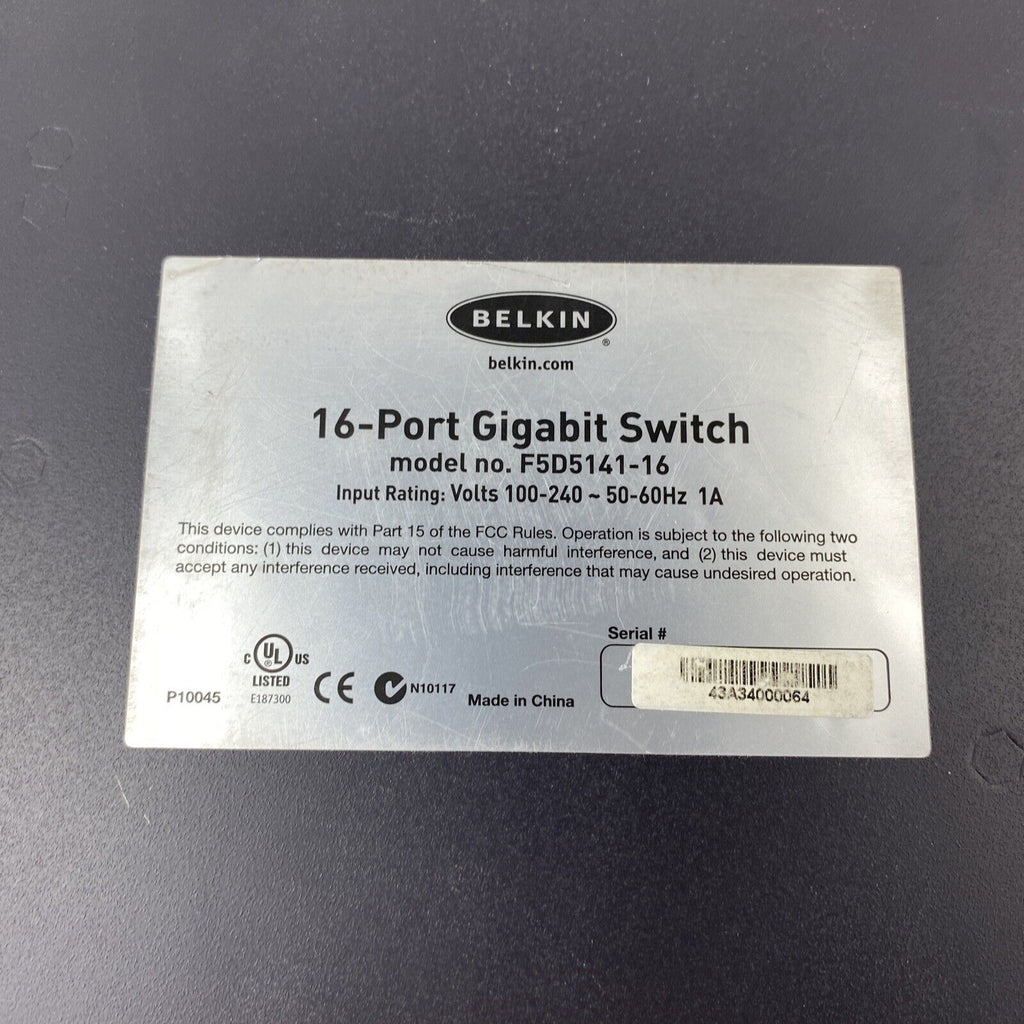 BELKIN®
belkin.com
16-Port Gigabit Switch
model no. F5D5141-16
Input Rating: Volts 100-240 ~ 50-60Hz 1A
This device complies with Part 15 of the FCC Rules. Operation is subject to the following two
conditions: (1) this device may not cause harmful interference, and (2) this device must
accept any interference received, including interference that may cause undesired operation.
Serial #
43A34000064
P10045
C UL® US
LISTED
E187300
CE
N10117
Made in China